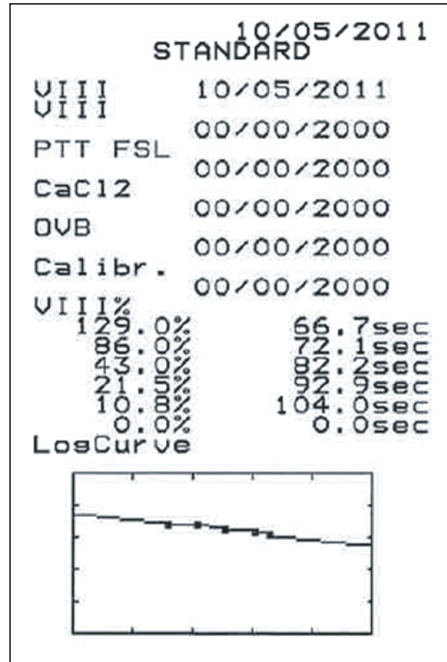 10/05/2011
STANDARD
VIII 10/05/2011
VIII
00/00/2000
PTT FSL
00/00/2000
CaCl2
00/00/2000
OVB
00/00/2000
Calibr.
00/00/2000
VIII%
129.0% 66.7sec
86.0% 72.1sec
43.0% 82.2sec
21.5% 92.9sec
10.8% 104.0sec
0.0% 0.0sec
LogCurve